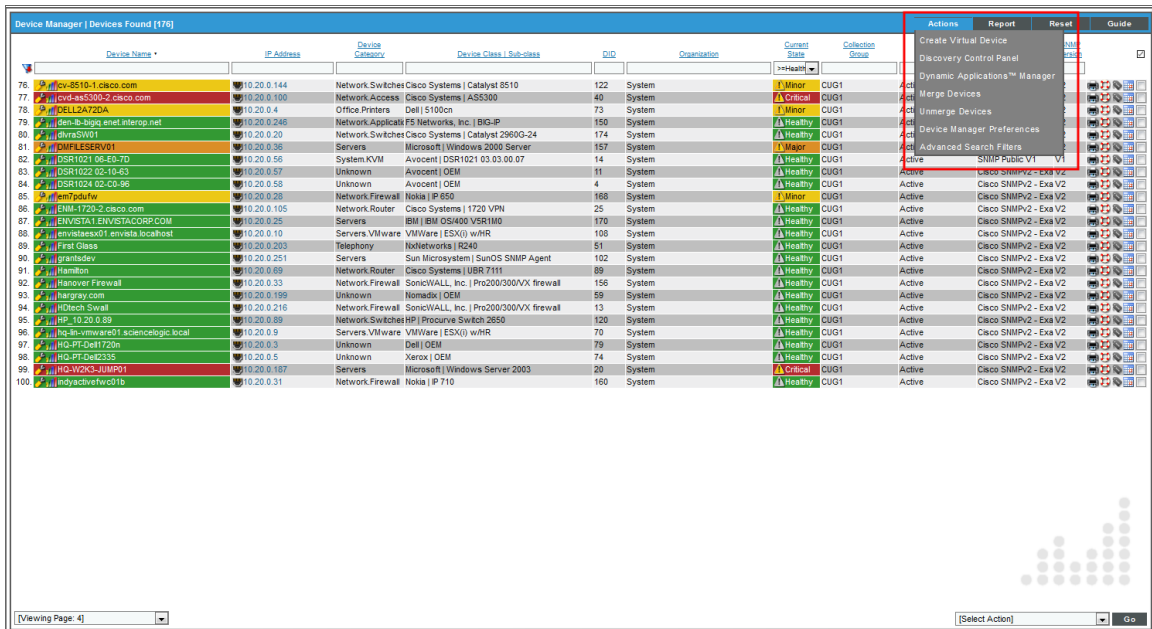 Device Manager | Devices Found [176] Actions Report Reset Guide
Device Name IP Address Device Category Device Class | Sub-class DID Organization Current State Collection Group
>=Health
Create Virtual Device
Discovery Control Panel
Dynamic Applications™ Manager
Merge Devices
Unmerge Devices
Device Manager Preferences
Advanced Search Filters
76. cv-8510-1.cisco.com 10.20.0.144 Network.Switches Cisco Systems | Catalyst 8510 122 System Minor CUG1
77. cvd-as5300-2.cisco.com 10.20.0.100 Network.Access Cisco Systems | AS5300 40 System Critical CUG1
78. DELL2A72DA 10.20.0.4 Office.Printers Dell | 5100cn 73 System Minor CUG1
79. den-lb-bigiq.enet.interop.net 10.20.0.246 Network.Applicatic F5 Networks, Inc. | BIG-IP 150 System Healthy CUG1
80. dlvraSW01 10.20.0.20 Network.Switches Cisco Systems | Catalyst 2960G-24 174 System Healthy CUG1
81. DMFILESERV01 10.20.0.36 Servers Microsoft | Windows 2000 Server 157 System Major CUG1
82. DSR1021 06-E0-7D 10.20.0.56 System.KVM Avocent | DSR1021 03.03.00.07 14 System Healthy CUG1 Active SNMP Public V1 V1
83. DSR1022 02-10-63 10.20.0.57 Unknown Avocent | OEM 11 System Healthy CUG1 Active Cisco SNMPv2 - Exa V2
84. DSR1024 02-C0-96 10.20.0.58 Unknown Avocent | OEM 4 System Healthy CUG1 Active Cisco SNMPv2 - Exa V2
85. em7pdufw 10.20.0.28 Network.Firewall Nokia | IP 650 168 System Minor CUG1 Active Cisco SNMPv2 - Exa V2
86. ENM-1720-2.cisco.com 10.20.0.105 Network.Router Cisco Systems | 1720 VPN 25 System Healthy CUG1 Active Cisco SNMPv2 - Exa V2
87. ENVISTA1.ENVISTACORP.COM 10.20.0.25 Servers IBM | IBM OS/400 V5R1M0 170 System Healthy CUG1 Active Cisco SNMPv2 - Exa V2
88. envistaesx01.envista.localhost 10.20.0.10 Servers.VMware VMWare | ESX(i) w/HR 108 System Healthy CUG1 Active Cisco SNMPv2 - Exa V2
89. First Glass 10.20.0.203 Telephony NxNetworks | R240 51 System Healthy CUG1 Active Cisco SNMPv2 - Exa V2
90. grantsdev 10.20.0.251 Servers Sun Microsystem | SunOS SNMP Agent 102 System Healthy CUG1 Active Cisco SNMPv2 - Exa V2
91. Hamilton 10.20.0.69 Network.Router Cisco Systems | UBR 7111 89 System Healthy CUG1 Active Cisco SNMPv2 - Exa V2
92. Hanover Firewall 10.20.0.33 Network.Firewall SonicWALL, Inc. | Pro200/300/VX firewall 156 System Healthy CUG1 Active Cisco SNMPv2 - Exa V2
93. hargray.com 10.20.0.199 Unknown Nomadix | OEM 59 System Healthy CUG1 Active Cisco SNMPv2 - Exa V2
94. HDtech Swall 10.20.0.216 Network.Firewall SonicWALL, Inc. | Pro200/300/VX firewall 13 System Healthy CUG1 Active Cisco SNMPv2 - Exa V2
95. HP_10.20.0.89 10.20.0.89 Network.Switches HP | Procurve Switch 2650 120 System Healthy CUG1 Active Cisco SNMPv2 - Exa V2
96. hq-lin-vmware01.sciencelogic.local 10.20.0.9 Servers.VMware VMWare | ESX(i) w/HR 70 System Healthy CUG1 Active Cisco SNMPv2 - Exa V2
97. HQ-PT-Dell1720n 10.20.0.3 Unknown Dell | OEM 79 System Healthy CUG1 Active Cisco SNMPv2 - Exa V2
98. HQ-PT-Dell2335 10.20.0.5 Unknown Xerox | OEM 74 System Healthy CUG1 Active Cisco SNMPv2 - Exa V2
99. HQ-W2K3-JUMP01 10.20.0.187 Servers Microsoft | Windows Server 2003 20 System Critical CUG1 Active Cisco SNMPv2 - Exa V2
100. indyactivefwc01b 10.20.0.31 Network.Firewall Nokia | IP 710 160 System Healthy CUG1 Active Cisco SNMPv2 - Exa V2
[Viewing Page: 4] [Select Action] Go